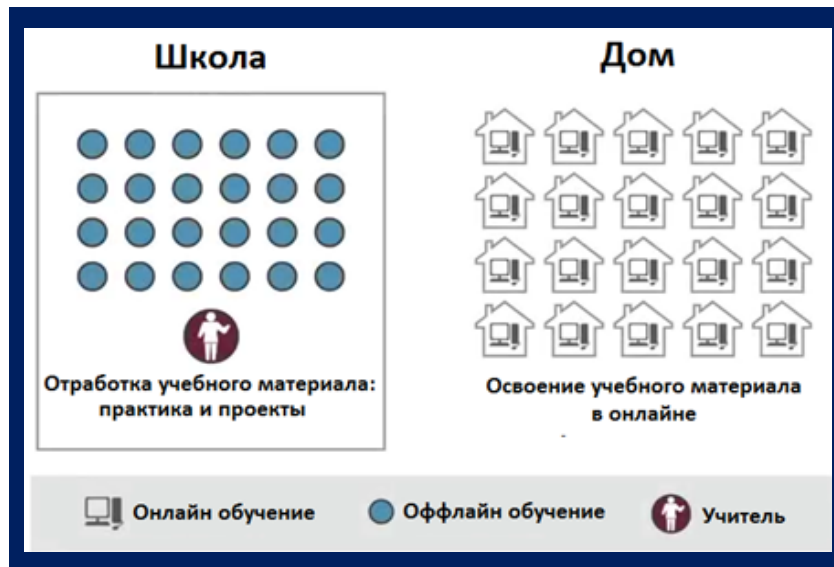 Школа
Дом
Отработка учебного материала:
практика и проекты
Освоение учебного материала
в онлайне
Онлайн обучение
Оффлайн обучение
Учитель